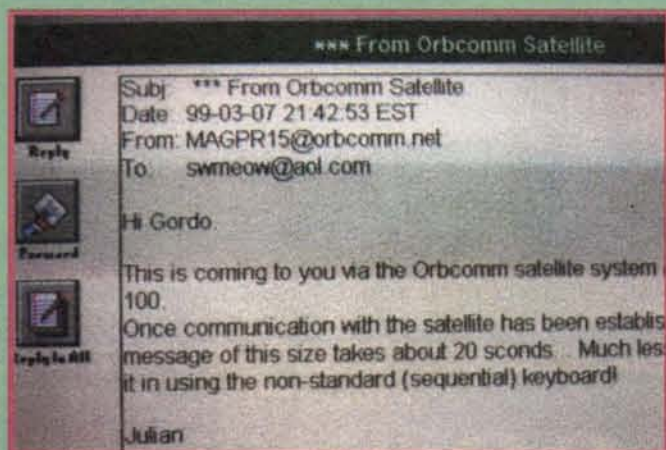 *** From Orbcomm Satellite
Subj: *** From Orbcomm Satellite
Date: 99-03-07 21:42:53 EST
From: MAGPR15@orbcomm.net
To: swrneow@aol.com
Reply
Hi Gordo.
Forward
This is coming to you via the Orbcomm satellite system
100.
Once communication with the satellite has been establis
message of this size takes about 20 sconds... Much les
it in using the non-standard (sequential) keyboard!
Reply to All
Julian